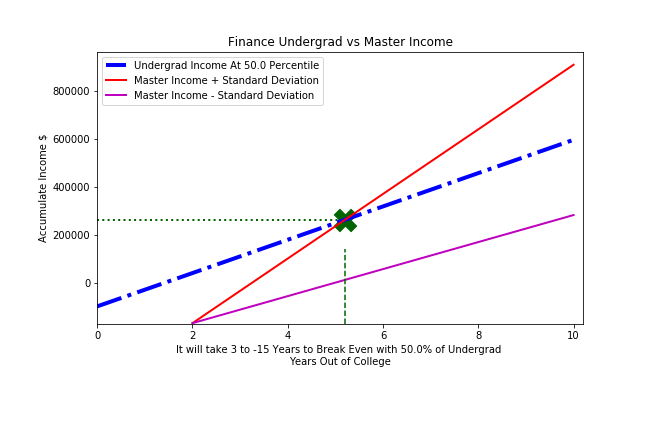 Finance Undergrad vs Master Income
Undergrad Income At 50.0 Percentile
Master Income + Standard Deviation
Master Income - Standard Deviation
Accumulate Income $
800000
600000
400000
200000
0
0 2 4 6 8 10
It will take 3 to -15 Years to Break Even with 50.0% of Undergrad
Years Out of College